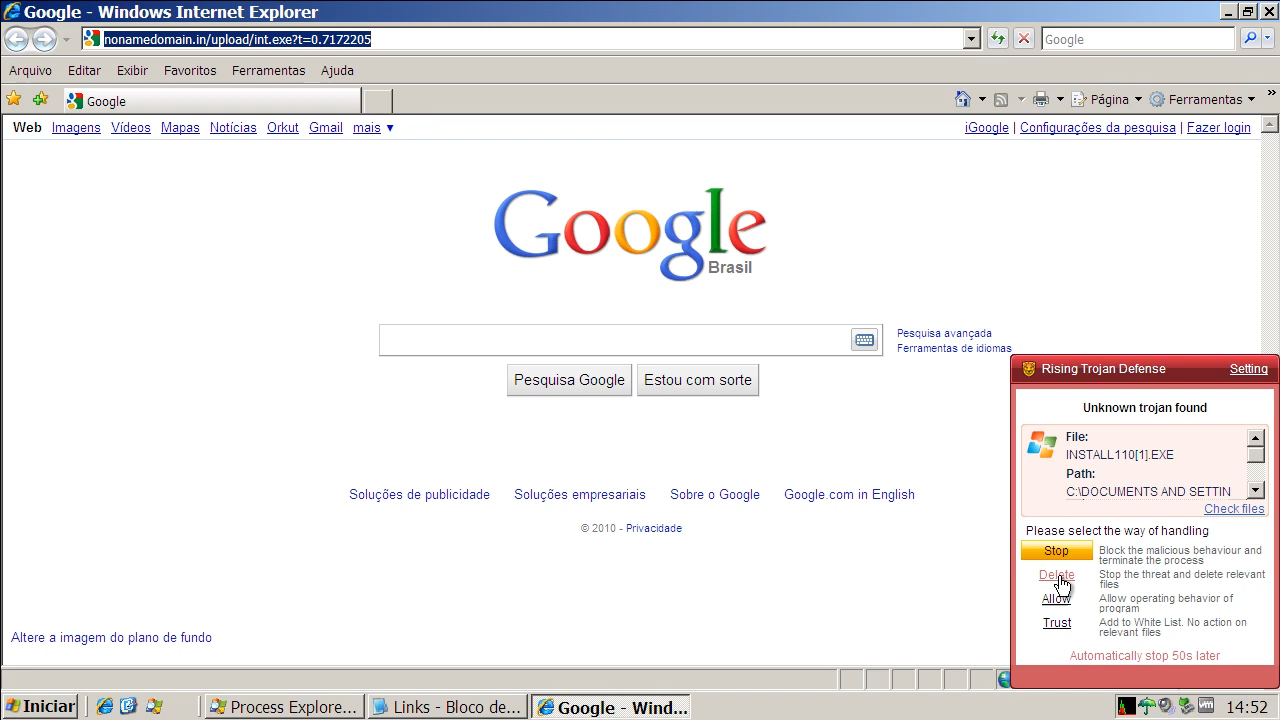 Google - Windows Internet Explorer
nonamedomain.in/upload/int.exe?t=0.7172205
Google
Arquivo Editar Exibir Favoritos Ferramentas Ajuda
Google
Página Ferramentas
Web Imagens Vídeos Mapas Notícias Orkut Gmail mais ▼
iGoogle | Configurações da pesquisa | Fazer login
Google
Brasil
Pesquisa avançada
Ferramentas de idiomas
Pesquisa Google Estou com sorte
Soluções de publicidade Soluções empresariais Sobre o Google Google.com in English
© 2010 - Privacidade
Altere a imagem do plano de fundo
Rising Trojan Defense Setting
Unknown trojan found
File:
INSTALL110[1].EXE
Path:
C:\DOCUMENTS AND SETTIN
Check files
Please select the way of handling
Stop Block the malicious behaviour and
terminate the process
Delete Stop the threat and delete relevant
files
Allow Allow operating behavior of
program
Trust Add to White List. No action on
relevant files
Automatically stop 50s later
Iniciar Process Explore... Links - Bloco de... Google - Wind... 14:52